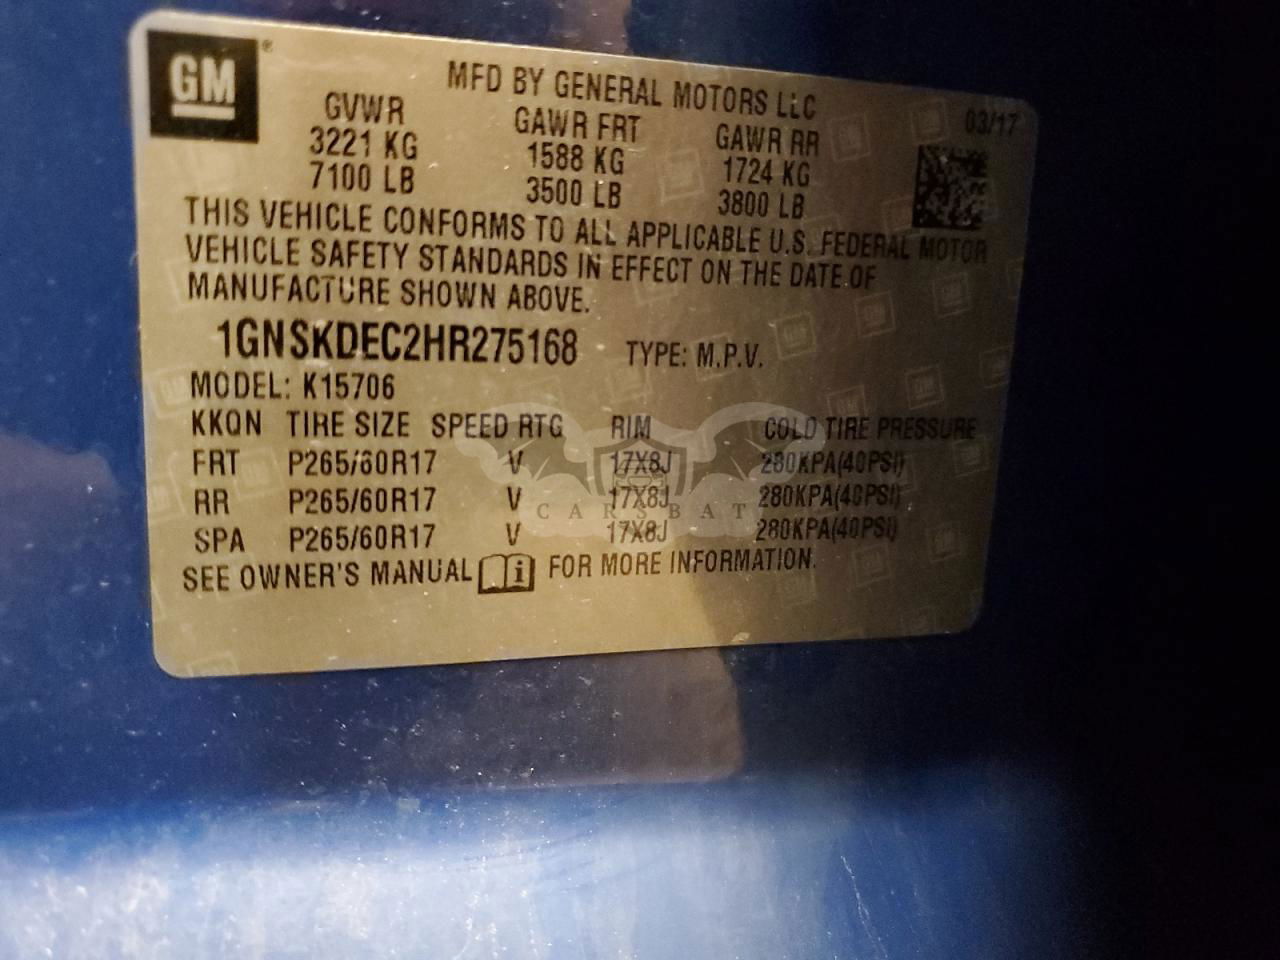 GM ®
MFD BY GENERAL MOTORS LLC
03/17
GVWR GAWR FRT GAWR RR
3221 KG 1588 KG 1724 KG
7100 LB 3500 LB 3800 LB
THIS VEHICLE CONFORMS TO ALL APPLICABLE U.S. FEDERAL MOTOR
VEHICLE SAFETY STANDARDS IN EFFECT ON THE DATE OF
MANUFACTURE SHOWN ABOVE.
1GNSKDEC2HR275168 TYPE: M.P.V.
MODEL: K15706
KKQN TIRE SIZE SPEED RTG RIM COLD TIRE PRESSURE
FRT P265/60R17 V 17X8J 280KPA(40PSI)
RR P265/60R17 V 17X8J 280KPA(40PSI)
CARSBAT
SPA P265/60R17 V 17X8J 280KPA(40PSI)
SEE OWNER'S MANUAL i FOR MORE INFORMATION.